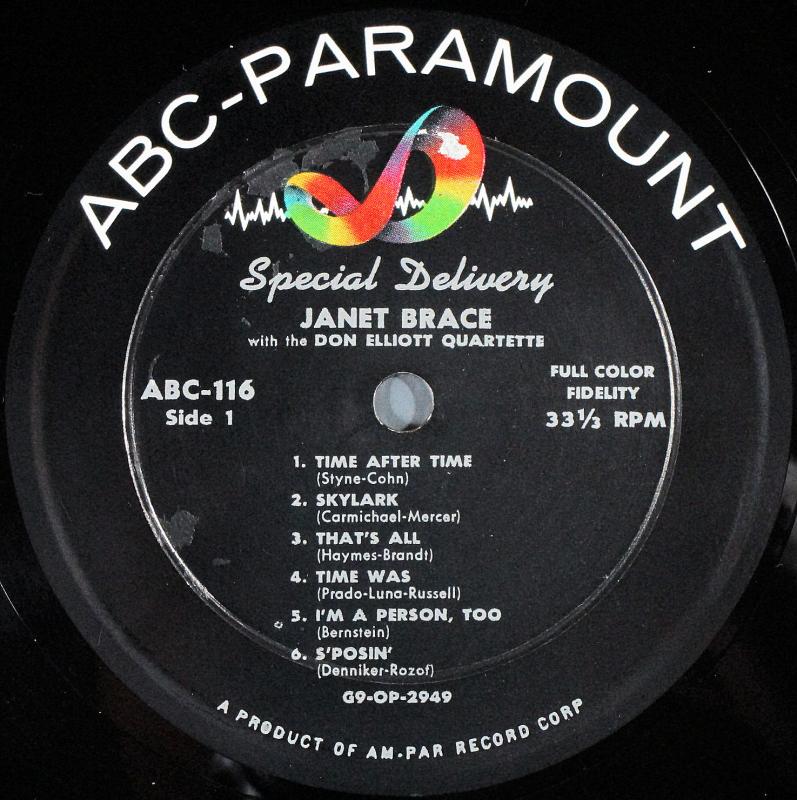 ABC-PARAMOUNT
Special Delivery
JANET BRACE
with the DON ELLIOTT QUARTETTE
ABC-116
Side 1
FULL COLOR
FIDELITY
33⅓ RPM
1. TIME AFTER TIME
(Styne-Cohn)
2. SKYLARK
(Carmichael-Mercer)
3. THAT'S ALL
(Haymes-Brandt)
4. TIME WAS
(Prado-Luna-Russell)
5. I'M A PERSON, TOO
(Bernstein)
6. S'POSIN'
(Denniker-Rozof)
G9-OP-2949
A PRODUCT OF AM-PAR RECORD CORP